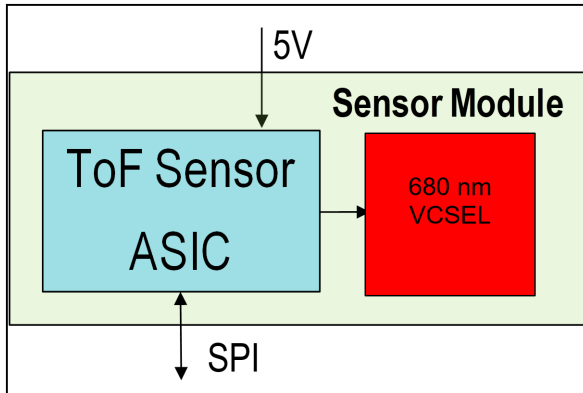 5V
Sensor Module
ToF Sensor
ASIC
680 nm
VCSEL
SPI